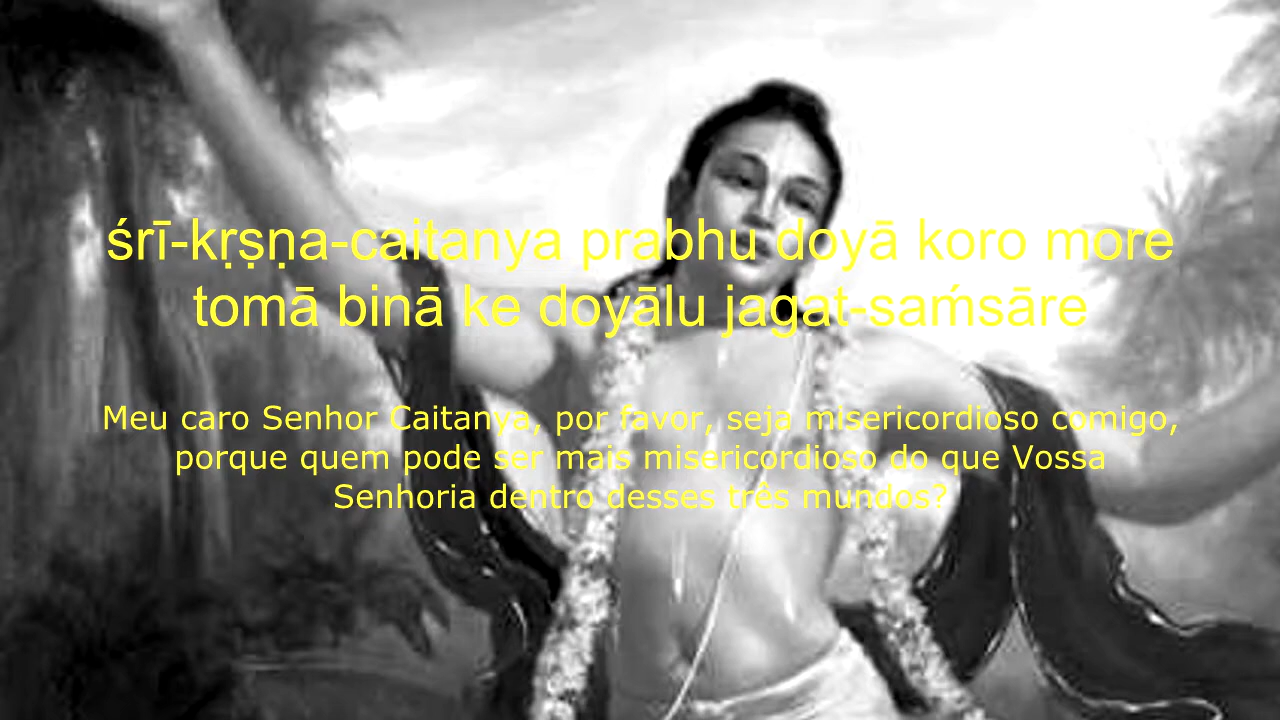 śrī-kṛṣṇa-caitanya prabhu doyā koro more
tomā binā ke doyālu jagat-saḿsāre
Meu caro Senhor Caitanya, por favor, seja misericordioso comigo,
porque quem pode ser mais misericordioso do que Vossa
Senhoria dentro desses três mundos?